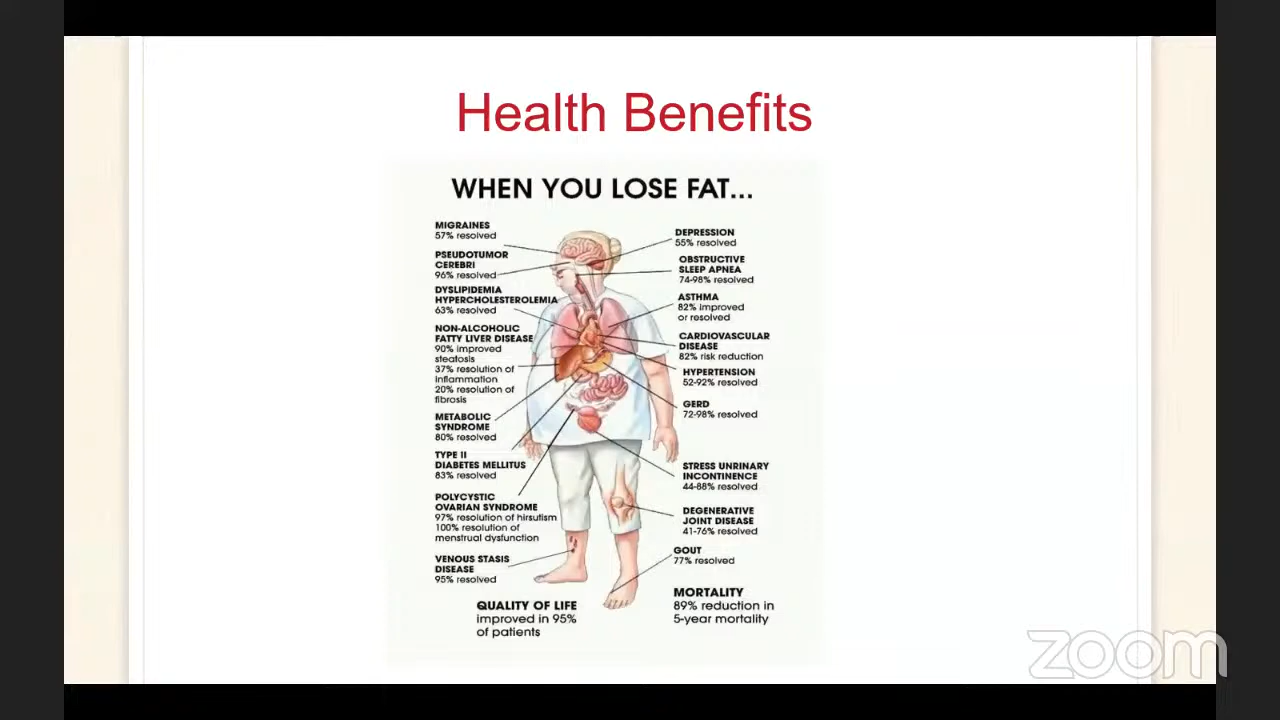 Health Benefits
WHEN YOU LOSE FAT...
MIGRAINES
57% resolved
PSEUDOTUMOR
CEREBRI
96% resolved
DYSLIPIDEMIA
HYPERCHOLESTEROLEMIA
63% resolved
NON-ALCOHOLIC
FATTY LIVER DISEASE
90% improved
steatosis
37% resolution of
inflammation
20% resolution of
fibrosis
METABOLIC
SYNDROME
80% resolved
TYPE II
DIABETES MELLITUS
83% resolved
POLYCYSTIC
OVARIAN SYNDROME
97% resolution of hirsutism
100% resolution of
menstrual dysfunction
VENOUS STASIS
DISEASE
95% resolved
QUALITY OF LIFE
improved in 95%
of patients
DEPRESSION
55% resolved
OBSTRUCTIVE
SLEEP APNEA
74-98% resolved
ASTHMA
82% improved
or resolved
CARDIOVASCULAR
DISEASE
82% risk reduction
HYPERTENSION
52-92% resolved
GERD
72-98% resolved
STRESS UNRINARY
INCONTINENCE
44-88% resolved
DEGENERATIVE
JOINT DISEASE
41-76% resolved
GOUT
77% resolved
MORTALITY
89% reduction in
5-year mortality
zoom